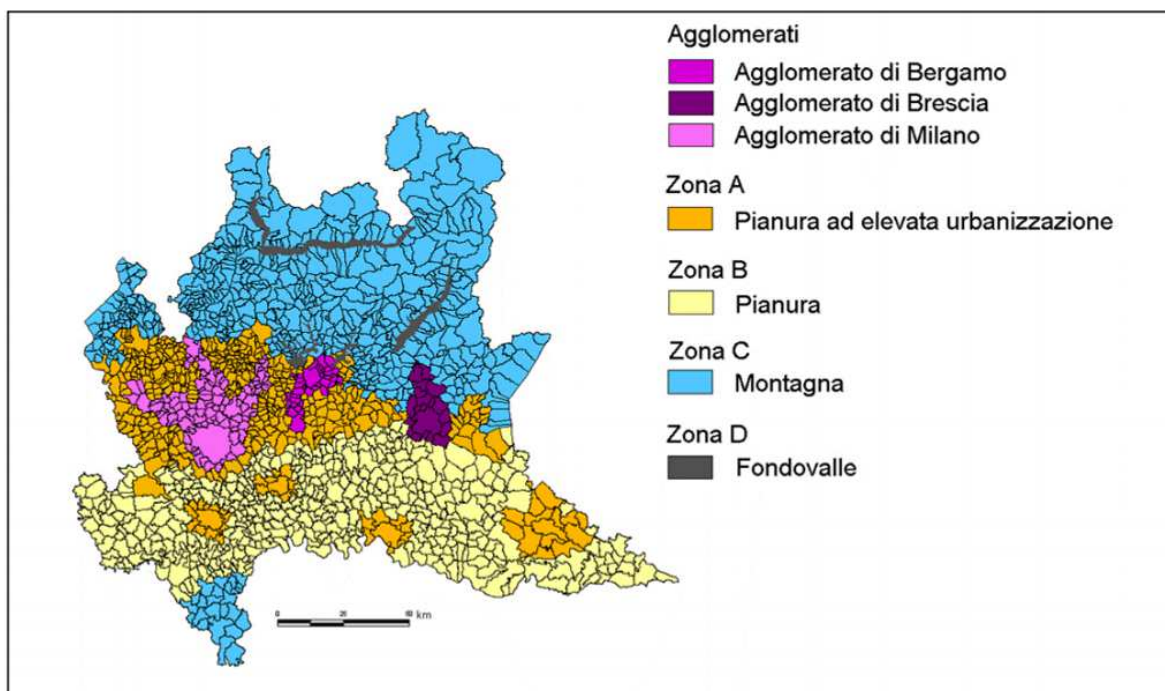 Agglomerati
Agglomerato di Bergamo
Agglomerato di Brescia
Agglomerato di Milano
Zona A
Pianura ad elevata urbanizzazione
Zona B
Pianura
Zona C
Montagna
Zona D
Fondovalle
0 km